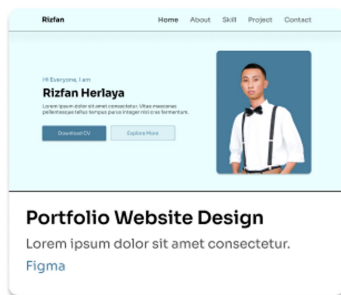 Rizfan
Home About Skill Project Contact
Hi Everyone, I am
Rizfan Herlaya
Lorem ipsum dolor sit amet consectetur. Vitae maecenas
pellentesque tellus tempus purus integer nisi cras fermentum.
Download CV
Explore More
Portfolio Website Design
Lorem ipsum dolor sit amet consectetur.
Figma